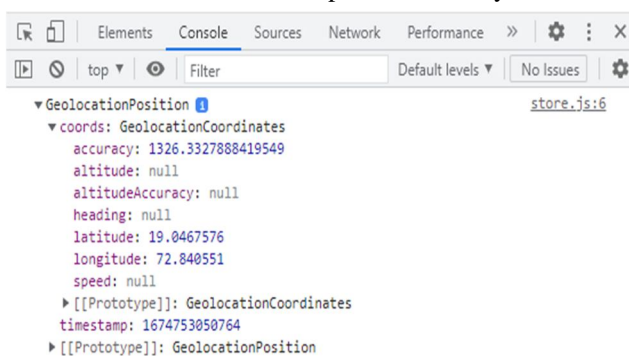 Elements Console Sources Network Performance »
top ▼ Filter Default levels ▼ No Issues
▼ GeolocationPosition i store.js:6
▼ coords: GeolocationCoordinates
accuracy: 1326.3327888419549
altitude: null
altitudeAccuracy: null
heading: null
latitude: 19.0467576
longitude: 72.840551
speed: null
▶ [[Prototype]]: GeolocationCoordinates
timestamp: 1674753050764
▶ [[Prototype]]: GeolocationPosition